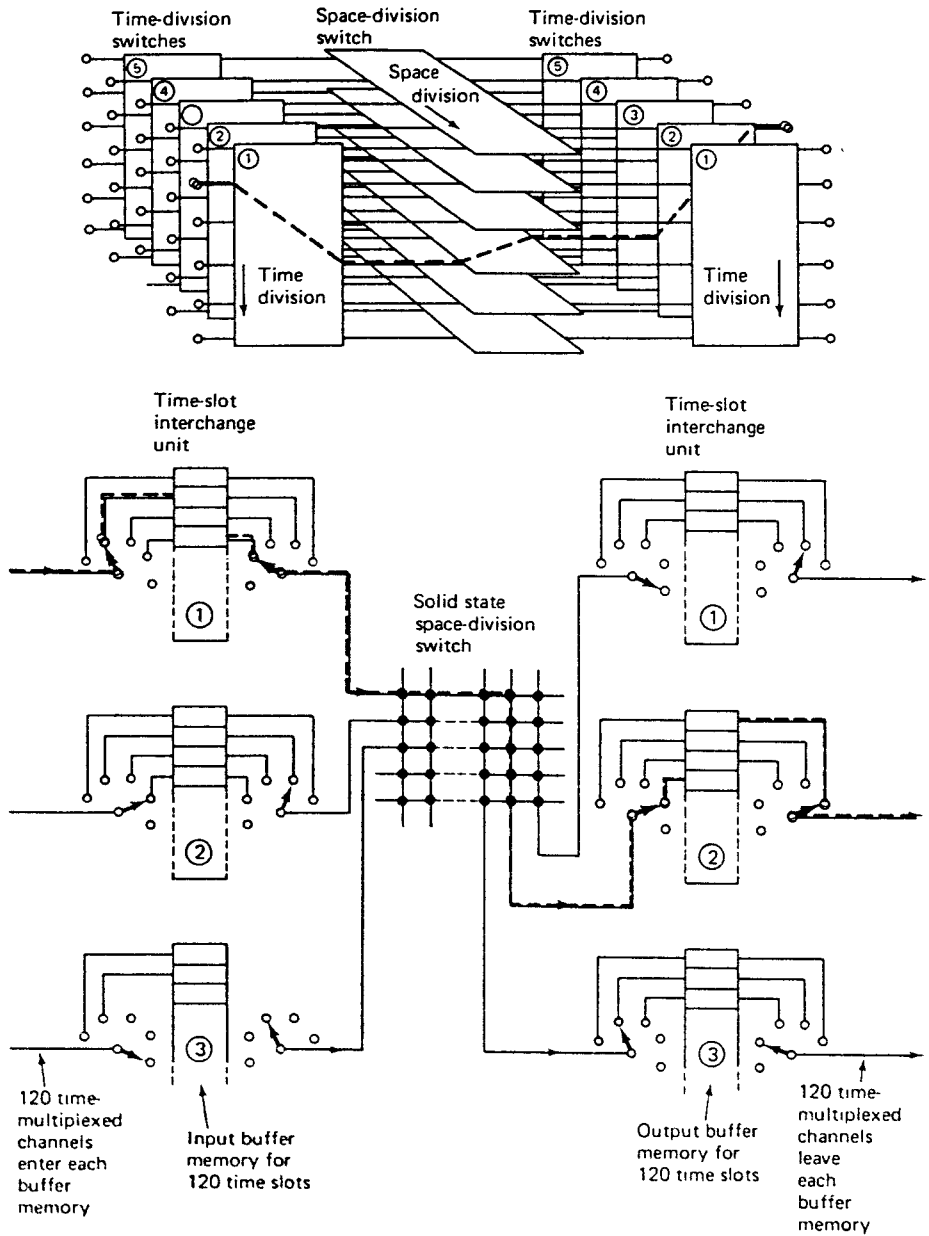 Time-division
switches
Space-division
switch
Time-division
switches
⑤
④
②
①
Space
division
⑤
④
③
②
①
Time
division
Time
division
Time-slot
interchange
unit
Time-slot
interchange
unit
①
①
Solid state
space-division
switch
②
②
③
③
120 time-
multiplexed
channels
enter each
buffer
memory
Input buffer
memory for
120 time slots
Output buffer
memory for
120 time slots
120 time-
multiplexed
channels
leave
each
buffer
memory